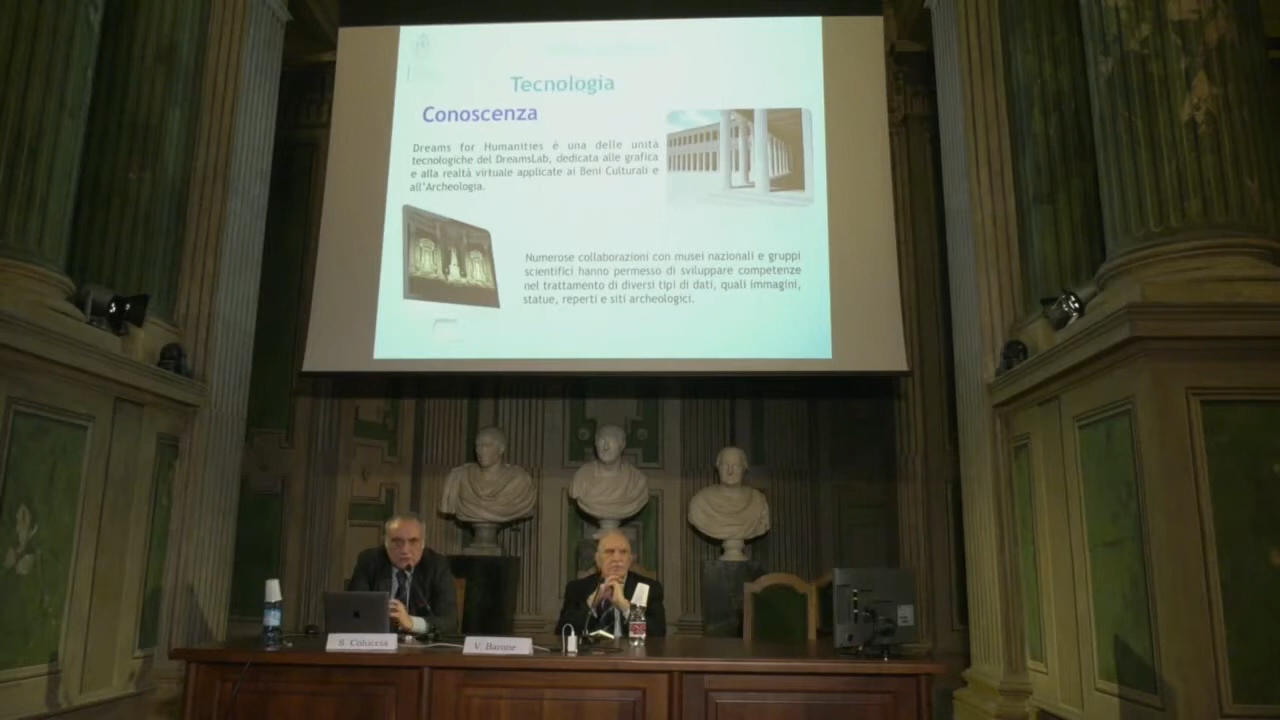 Tecnologia
Conoscenza
Dreams for Humanities è una delle unità
tecnologiche del DreamsLab, dedicata alle grafica
e alla realtà virtuale applicate ai Beni Culturali e
all'Archeologia.
Numerose collaborazioni con musei nazionali e gruppi
scientifici hanno permesso di sviluppare competenze
nel trattamento di diversi tipi di dati, quali immagini,
statue, reperti e siti archeologici.
S. Coluccia
V. Barone